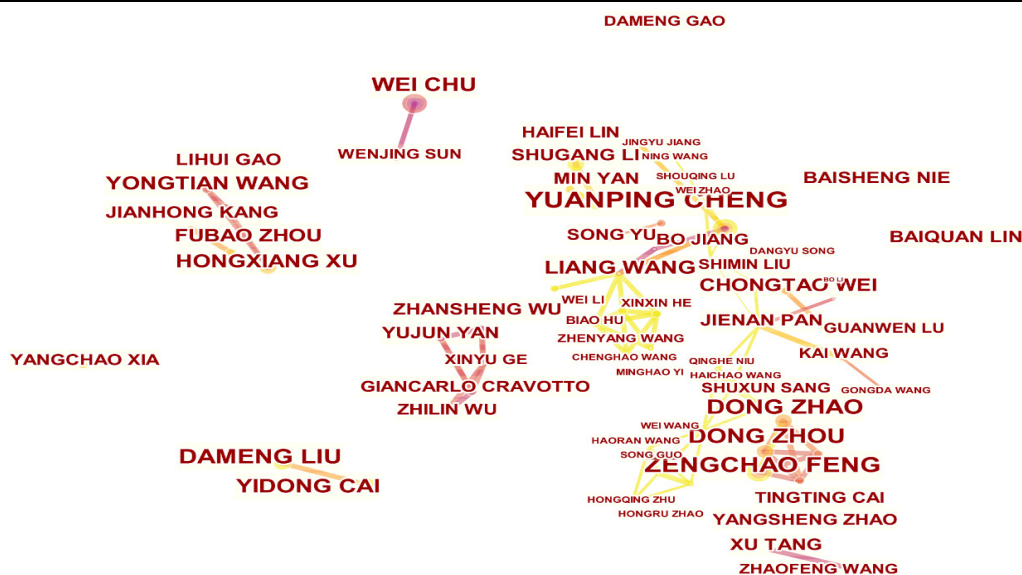 DAMENG GAO
WEI CHU
HAIFEI LIN
JINGYU JIANG
WENJING SUN
SHUGANG LI
NING WANG
LIHUI GAO
MIN YAN
SHOUQING LU
BAISHENG NIE
YONGTIAN WANG
WEI ZHAO
YUANPING CHENG
JIANHONG KANG
FUBAO ZHOU
SONG YU
BO JIANG
BAIQUAN LIN
DANGYU SONG
HONGXIANG XU
LIANG WANG
SHIMIN LIU
BO LI
CHONGTAO WEI
ZHANSHENG WU
WEI LI
XINXIN HE
YUJUN YAN
BIAO HU
JIENAN PAN
GUANWEN LU
ZHENYANG WANG
YANGCHAO XIA
XINYU GE
CHENGHAO WANG
QINGHE NIU
KAI WANG
MINGHAO YI
HAICHAO WANG
GIANCARLO CRAVOTTO
SHUXUN SANG
GONGDA WANG
ZHILIN WU
DONG ZHAO
WEI WANG
HAORAN WANG
DONG ZHOU
DAMENG LIU
SONG GUO
ZENGCHAO FENG
YIDONG CAI
HONGQING ZHU
TINGTING CAI
HONGRU ZHAO
YANGSHENG ZHAO
XU TANG
ZHAOFENG WANG